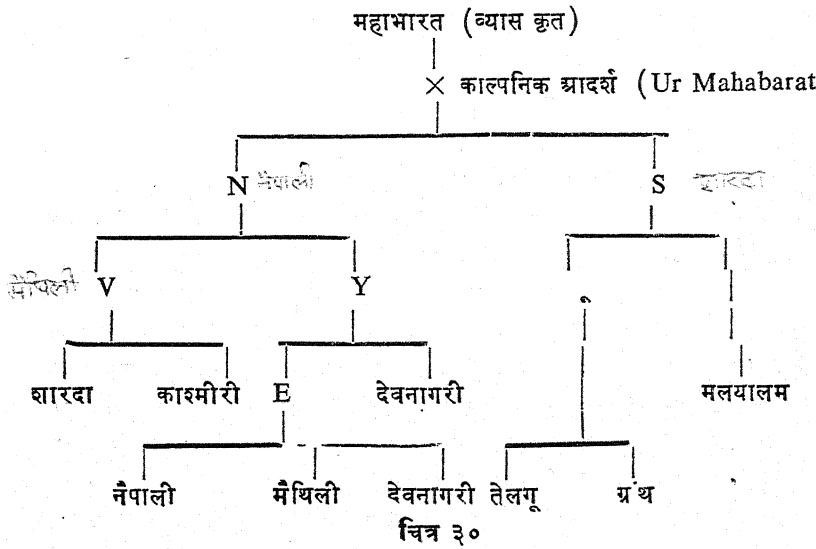 महाभारत (व्यास कृत)
× काल्पनिक आदर्श (Ur Mahabarat
N नैपाली S शारदा
मैथिली V Y
शारदा काश्मीरी E देवनागरी मलयालम
नैपाली मैथिली देवनागरी तेलगू ग्रंथ
चित्र ३०